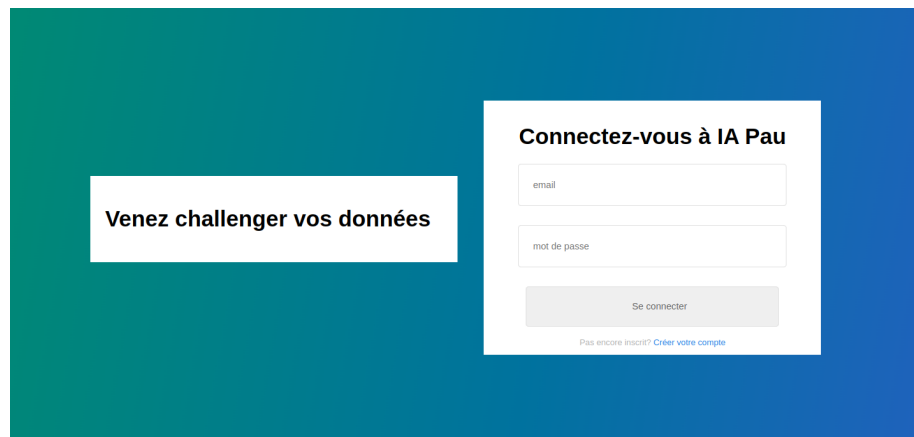 Venez challenger vos données
Connectez-vous à IA Pau
email
mot de passe
Se connecter
Pas encore inscrit? Créer votre compte